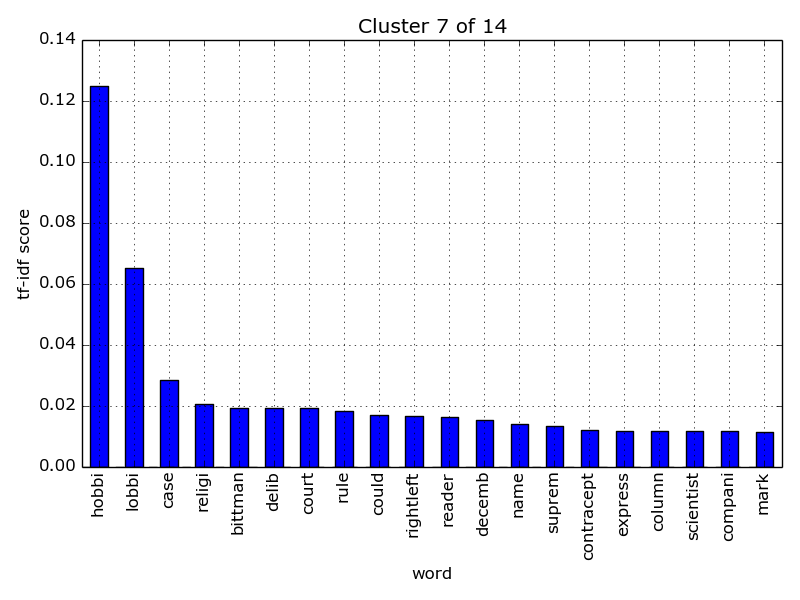 Cluster 7 of 14
0.14
0.12
0.10
0.08
0.06
0.04
0.02
0.00
tf-idf score
hobbi
lobbi
case
religi
bittman
delib
court
rule
could
rightleft
reader
decemb
name
suprem
contracept
express
column
scientist
compani
mark
word